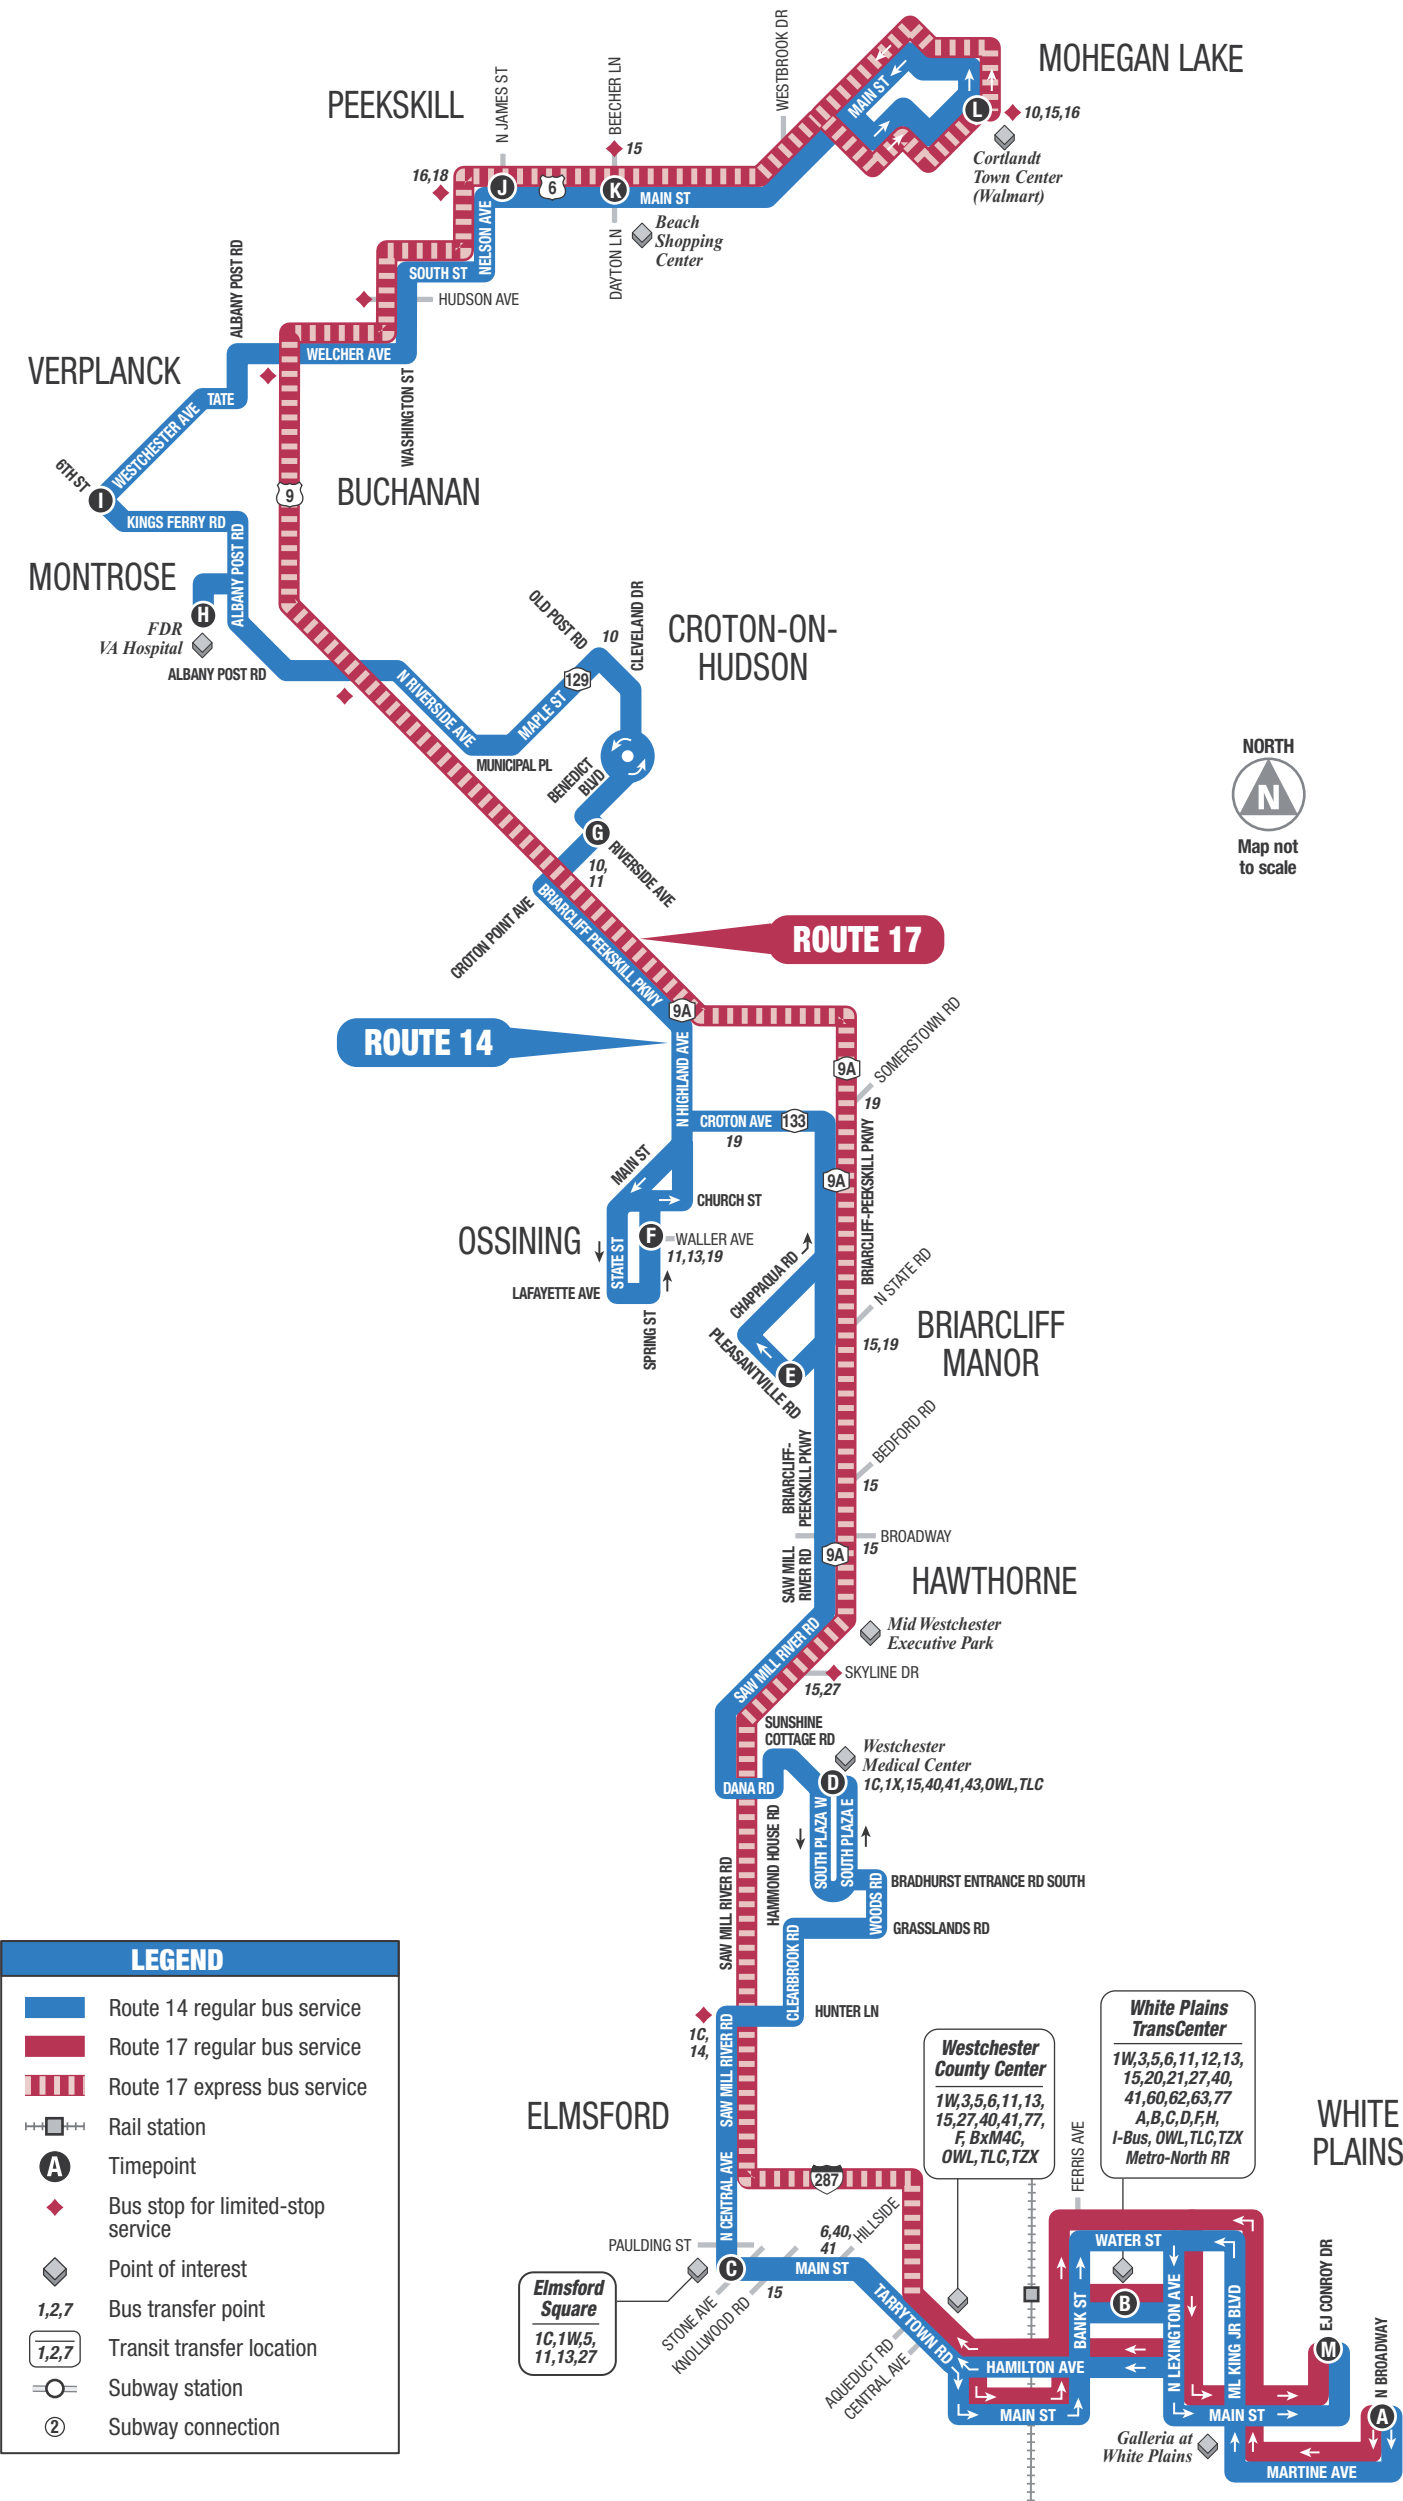 MOHEGAN LAKE
WESTBROOK DR
BEECHER LN
N JAMES ST
PEEKSKILL
MAIN ST
L
10,15,16
Cortlandt
Town Center
(Walmart)
15
16,18
J
6
K
MAIN ST
NELSON AVE
Beach
Shopping
Center
DAYTON LN
SOUTH ST
HUDSON AVE
ALBANY POST RD
WELCHER AVE
VERPLANCK
TATE
WASHINGTON ST
WESTCHESTER AVE
6TH ST
I
9
BUCHANAN
KINGS FERRY RD
ALBANY POST RD
MONTROSE
H
FDR
VA Hospital
ALBANY POST RD
OLD POST RD
10
CLEVELAND DR
CROTON-ON-
HUDSON
129
N RIVERSIDE AVE
MAPLE ST
MUNICIPAL PL
BENEDICT
BLVD
NORTH
N
Map not
to scale
G
RIVERSIDE AVE
10,
11
CROTON POINT AVE
BRIARCLIFF PEEKSKILL PKWY
ROUTE 17
9A
ROUTE 14
N HIGHLAND AVE
9A
SOMERSTOWN RD
19
CROTON AVE
133
19
BRIARCLIFF-PEEKSKILL PKWY
MAIN ST
9A
CHURCH ST
OSSINING
F
WALLER AVE
11,13,19
STATE ST
LAFAYETTE AVE
SPRING ST
CHAPPAQUA RD
N STATE RD
15,19
BRIARCLIFF
MANOR
PLEASANTVILLE RD
E
BEDFORD RD
15
BRIARCLIFF-
PEEKSKILL PKWY
BROADWAY
15
SAW MILL
RIVER RD
9A
HAWTHORNE
Mid Westchester
Executive Park
SAW MILL RIVER RD
SKYLINE DR
15,27
SUNSHINE
COTTAGE RD
Westchester
Medical Center
1C,1X,15,40,41,43,OWL,TLC
DANA RD
D
HAMMOND HOUSE RD
SOUTH PLAZA W
SOUTH PLAZA E
BRADHURST ENTRANCE RD SOUTH
WOODS RD
GRASSLANDS RD
SAW MILL RIVER RD
CLEARBROOK RD
HUNTER LN
1C,
14,
SAW MILL RIVER RD
ELMSFORD
LEGEND
Route 14 regular bus service
Route 17 regular bus service
Route 17 express bus service
Rail station
A
Timepoint
Bus stop for limited-stop
service
Point of interest
1,2,7
Bus transfer point
1,2,7
Transit transfer location
Subway station
2
Subway connection
Westchester
County Center
1W,3,5,6,11,13,
15,27,40,41,77,
F, BxM4C,
OWL,TLC,TZX
White Plains
TransCenter
1W,3,5,6,11,12,13,
15,20,21,27,40,
41,60,62,63,77
A,B,C,D,F,H,
I-Bus, OWL,TLC,TZX
Metro-North RR
WHITE
PLAINS
N CENTRAL AVE
287
FERRIS AVE
HILLSIDE
6,40,
41
PAULDING ST
C
MAIN ST
15
Elmsford
Square
1C,1W,5,
11,13,27
STONE AVE
KNOLLWOOD RD
TARRYTOWN RD
AQUEDUCT RD
CENTRAL AVE
WATER ST
B
BANK ST
N LEXINGTON AVE
ML KING JR BLVD
EJ CONROY DR
M
N BROADWAY
A
HAMILTON AVE
MAIN ST
MAIN ST
Galleria at
White Plains
MARTINE AVE